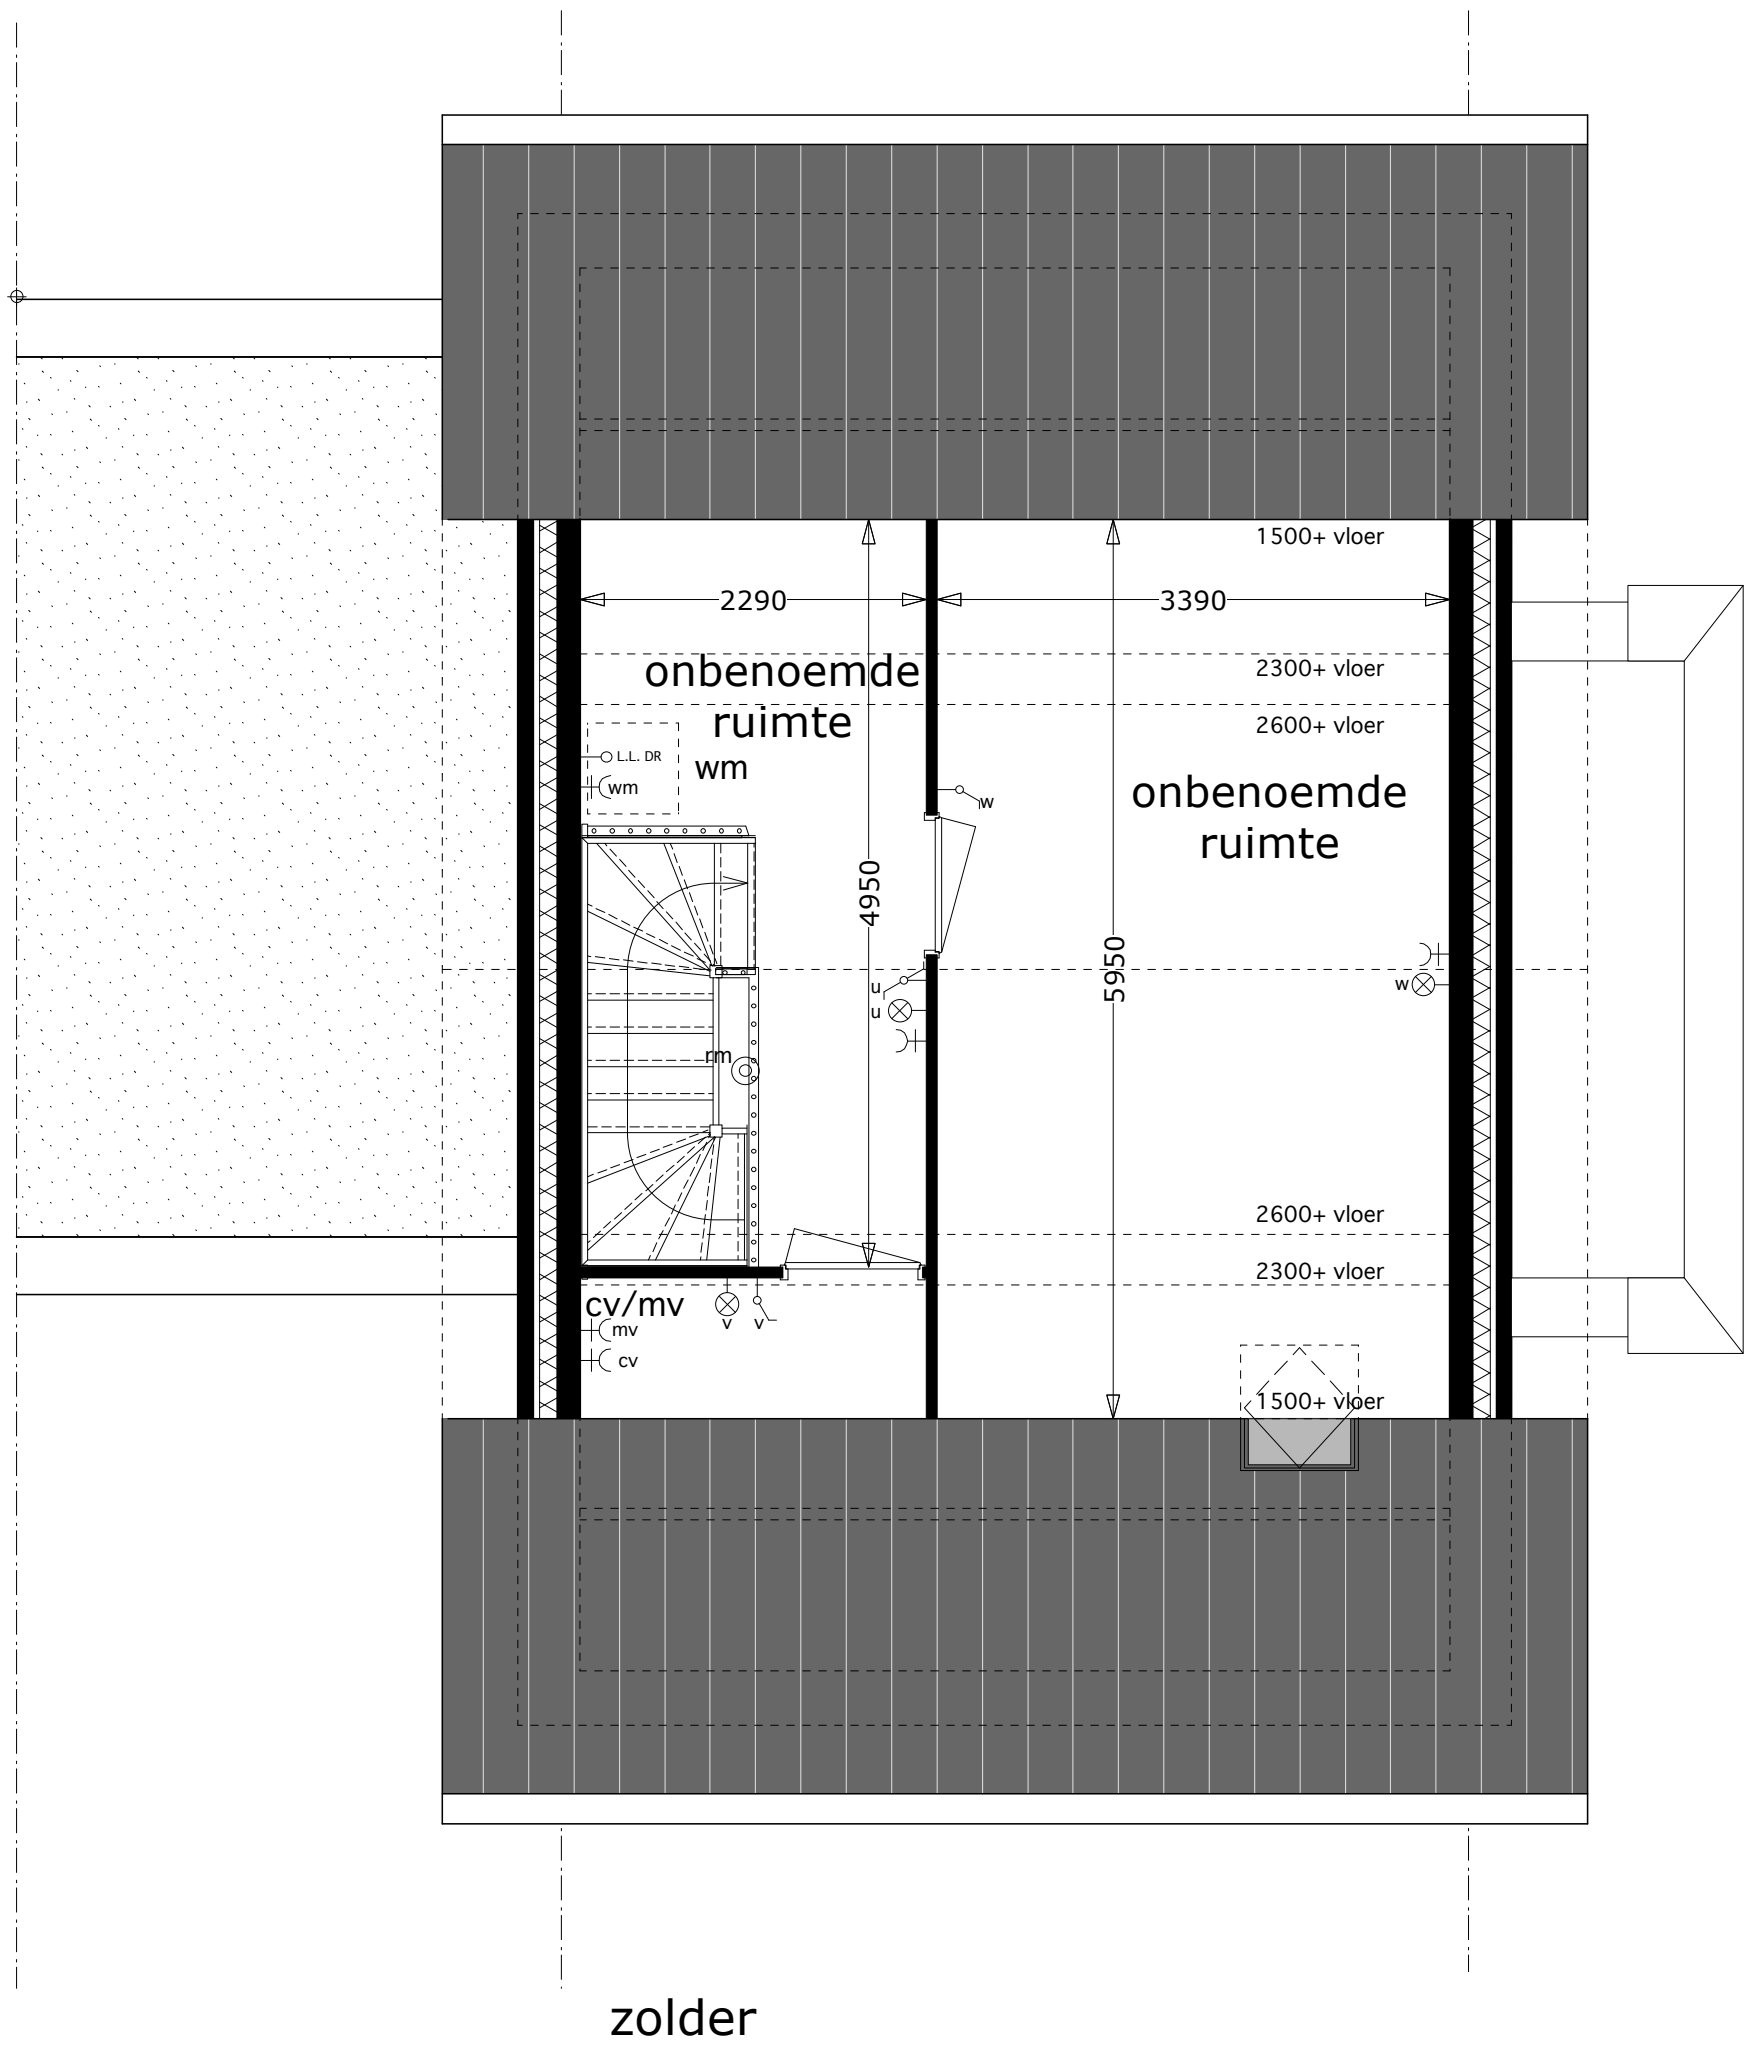 1500+ vloer
2290
3390
onbenoemde
ruimte
2300+ vloer
2600+ vloer
L.L. DR
wm
wm
w
onbenoemde
ruimte
4950
5950
u
u
w
rm
2600+ vloer
2300+ vloer
cv/mv
mv
v
v
cv
1500+ vloer
zolder